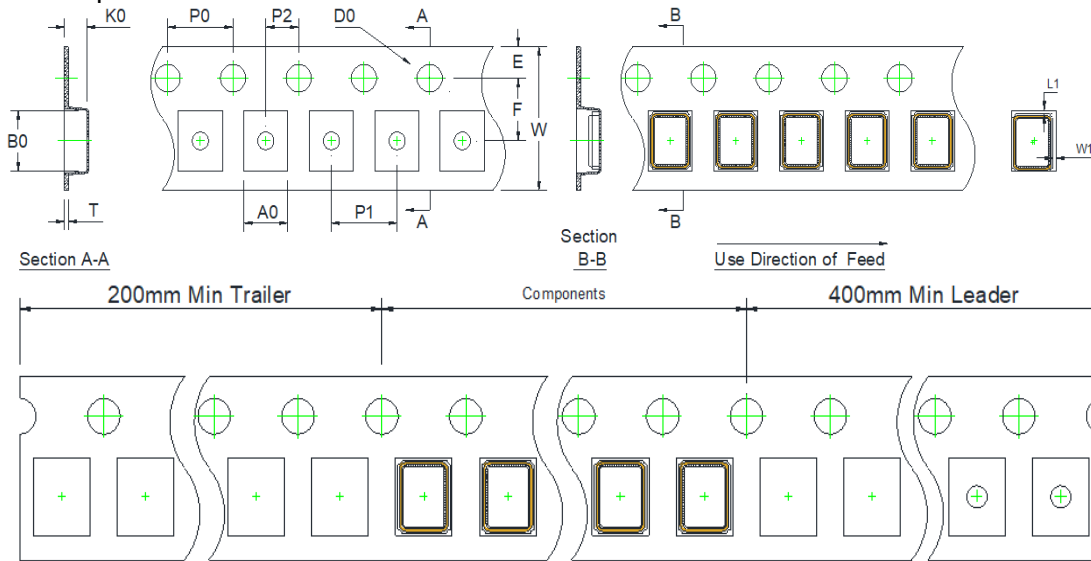 K0
P0
P2
D0
A
B
E
F
W
L1
B0
W1
T
A0
P1
A
B
Section A-A
Section
B-B
Use Direction of Feed
200mm Min Trailer
Components
400mm Min Leader